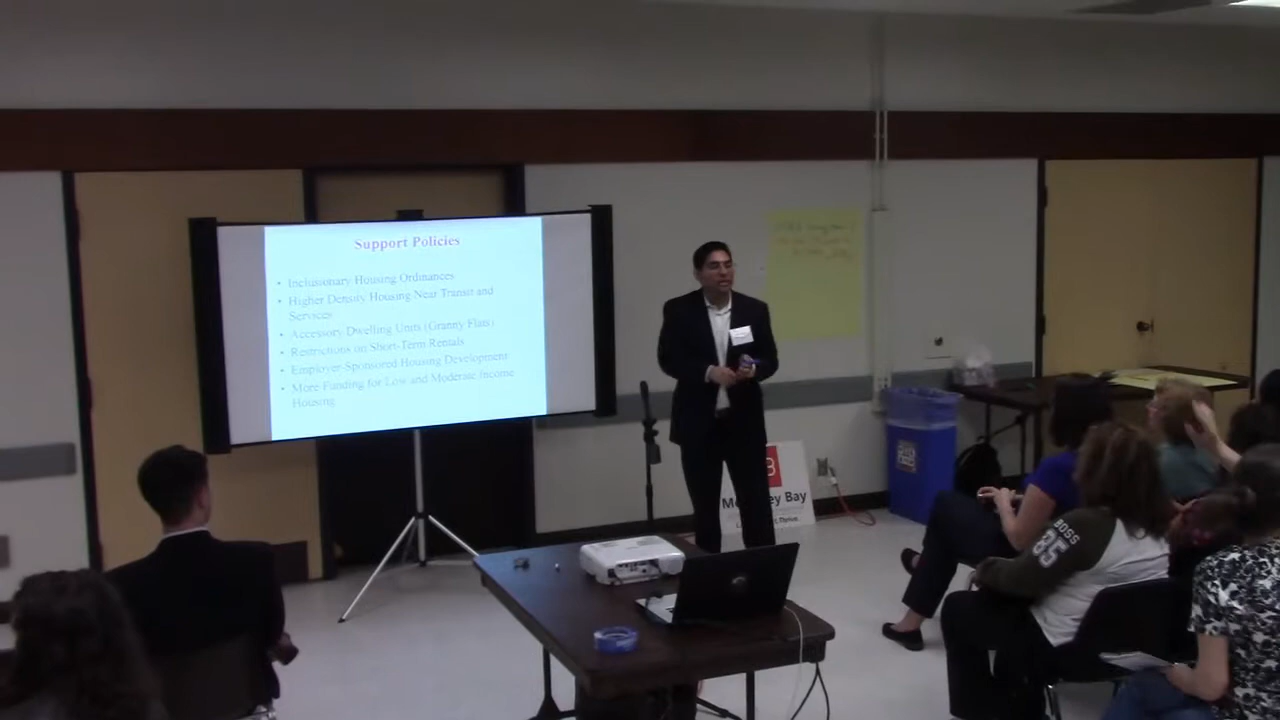 Support Policies
• Inclusionary Housing Ordinances
• Higher Density Housing Near Transit and
Services
• Accessory Dwelling Units (Granny Flats)
• Restrictions on Short-Term Rentals
• Employer-Sponsored Housing Development
• More Funding for Low and Moderate Income
Housing
Bay
BOSS
85